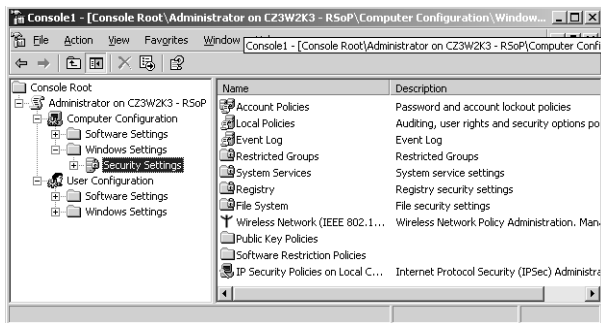 Console1 - [Console Root\Administrator on CZ3W2K3 - RSoP\Computer Configuration\Window...
File Action View Favorites Window
Console1 - [Console Root\Administrator on CZ3W2K3 - RSoP\Computer Confi
Console Root
Administrator on CZ3W2K3 - RSoP
Computer Configuration
Software Settings
Windows Settings
Security Settings
User Configuration
Software Settings
Windows Settings
Name Description
Account Policies Password and account lockout policies
Local Policies Auditing, user rights and security options po
Event Log Event Log
Restricted Groups Restricted Groups
System Services System service settings
Registry Registry security settings
File System File security settings
Wireless Network (IEEE 802.1... Wireless Network Policy Administration. Man
Public Key Policies
Software Restriction Policies
IP Security Policies on Local C... Internet Protocol Security (IPSec) Administra